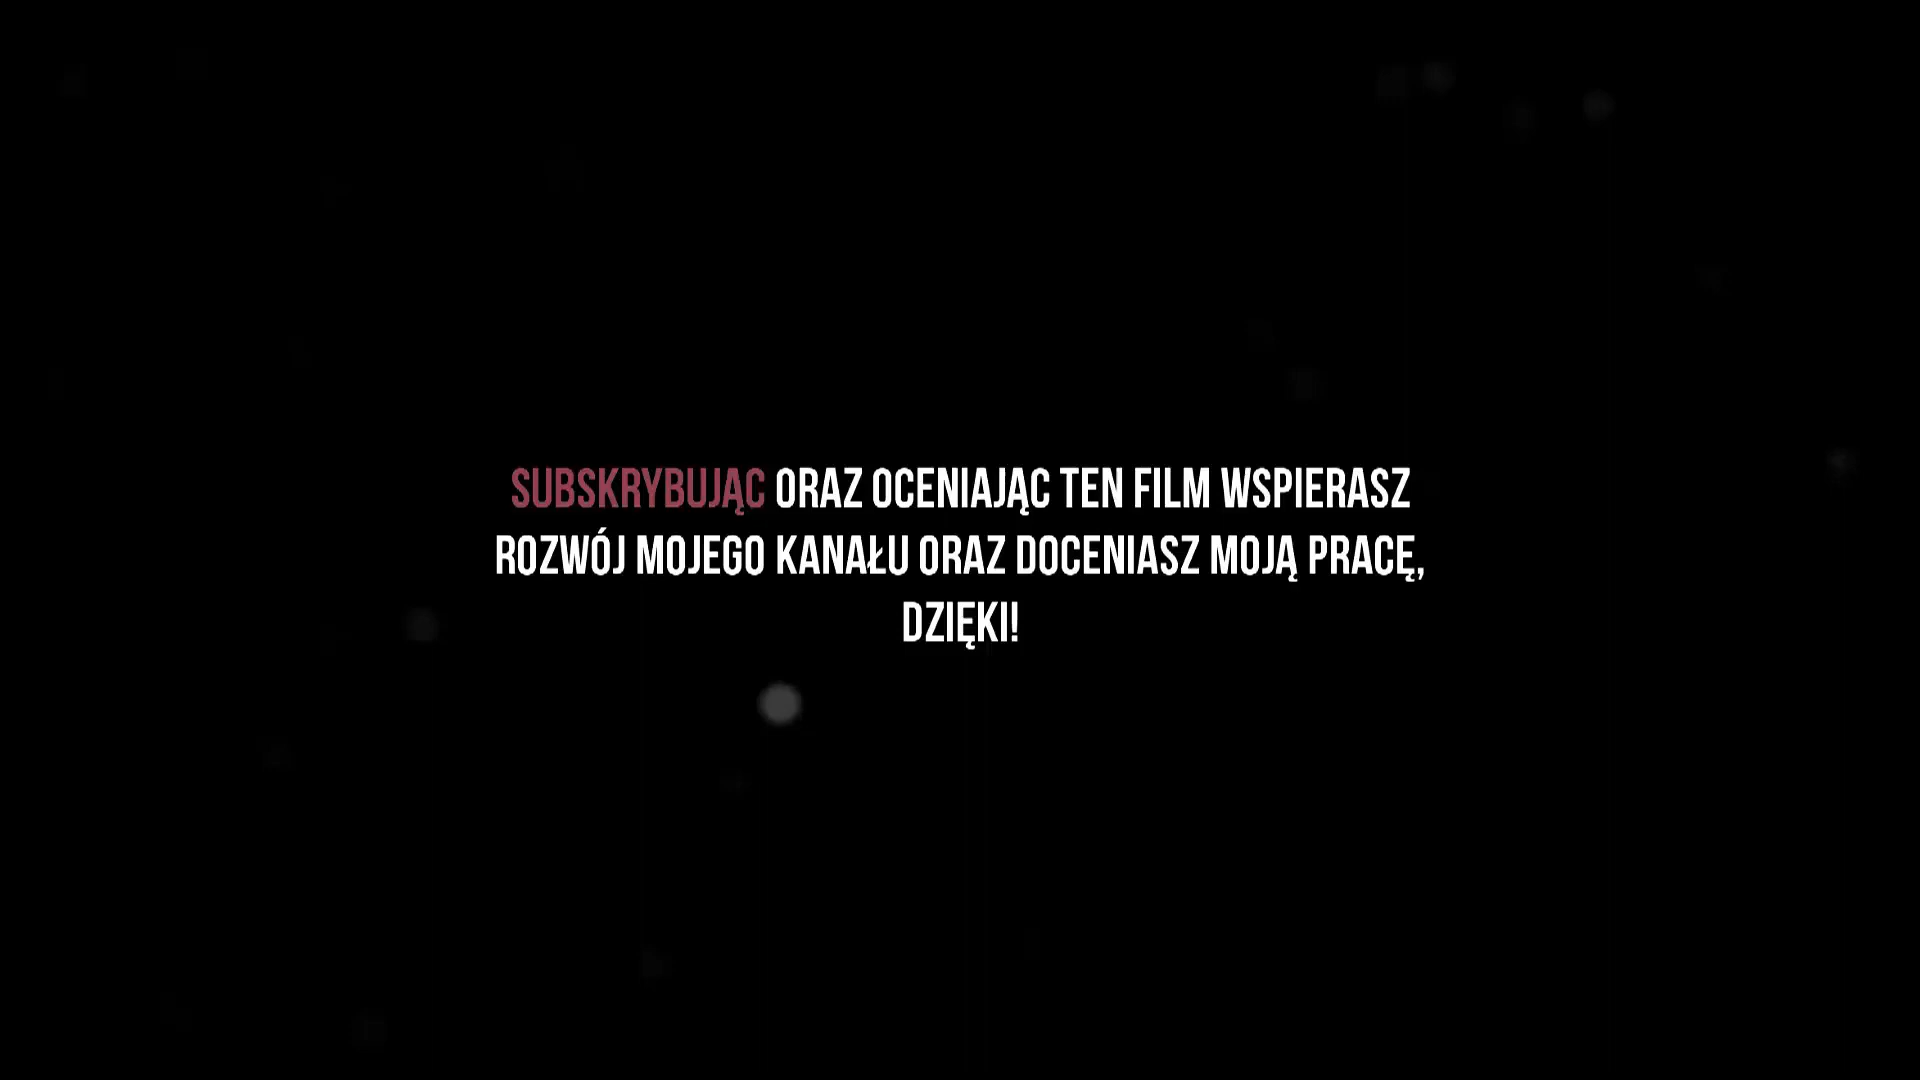 SUBSKRYBUJĄC ORAZ OCENIAJĄC TEN FILM WSPIERASZ
ROZWÓJ MOJEGO KANAŁU ORAZ DOCENIASZ MOJĄ PRACĘ,
DZIĘKI!